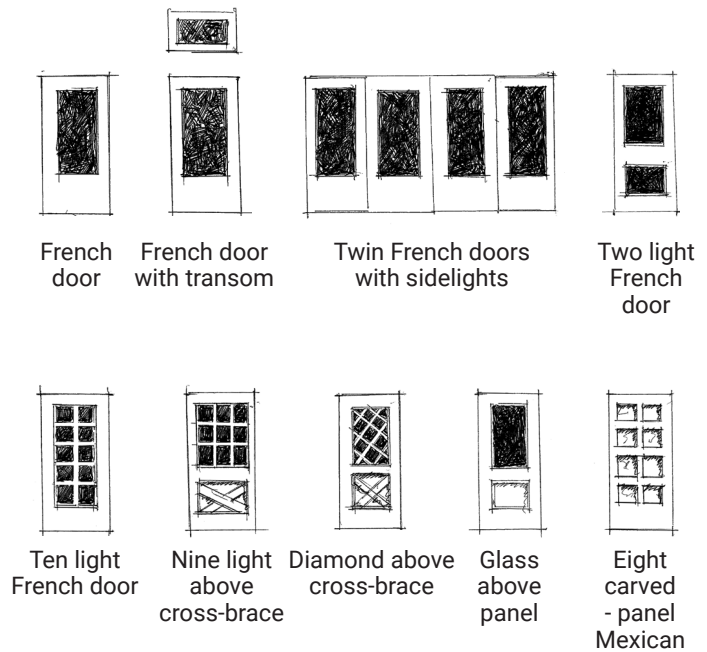 French
door
French door
with transom
Twin French doors
with sidelights
Two light
French
door
Ten light
French door
Nine light
above
cross-brace
Diamond above
cross-brace
Glass
above
panel
Eight
carved
- panel
Mexican